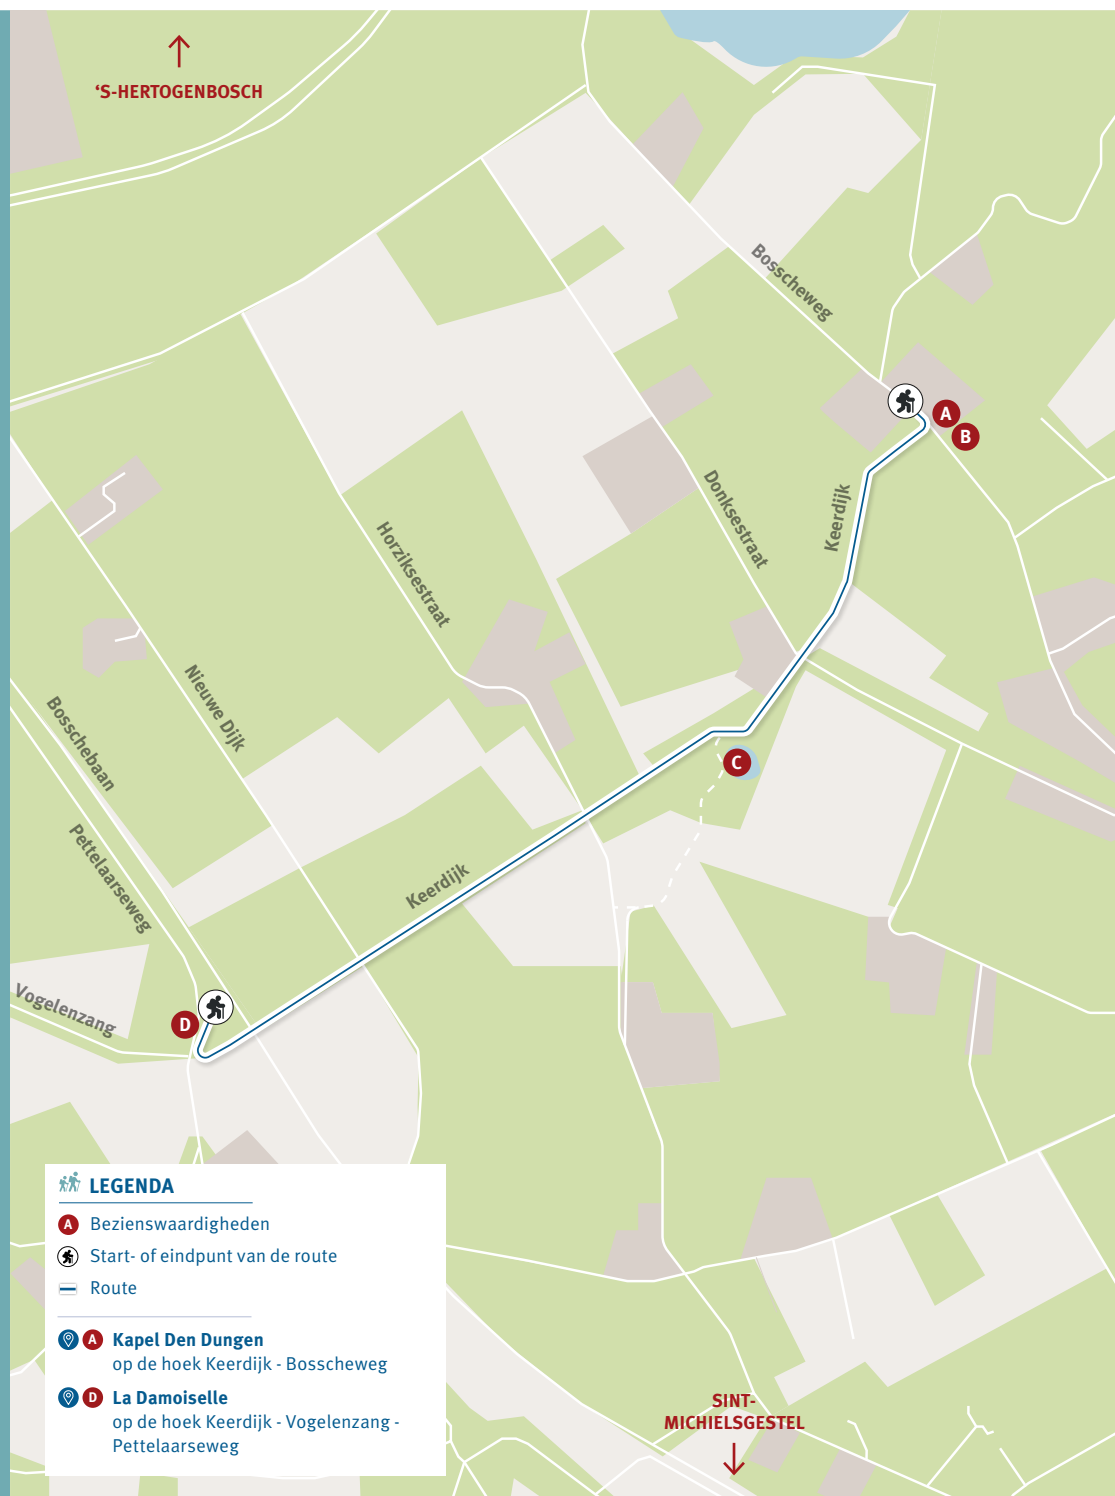 ‘S-HERTOGENBOSCH
Bosscheweg
A
B
Keerdijk
Donksestraat
Horziksestraat
Nieuwe Dijk
Bosschebaan
C
Pettelaarseweg
Keerdijk
Vogelenzang
D
LEGENDA
A Bezienswaardigheden
Start- of eindpunt van de route
Route
A Kapel Den Dungen
op de hoek Keerdijk - Bosscheweg
D La Damoiselle
op de hoek Keerdijk - Vogelenzang -
Pettelaarseweg
SINT-
MICHIELSGESTEL